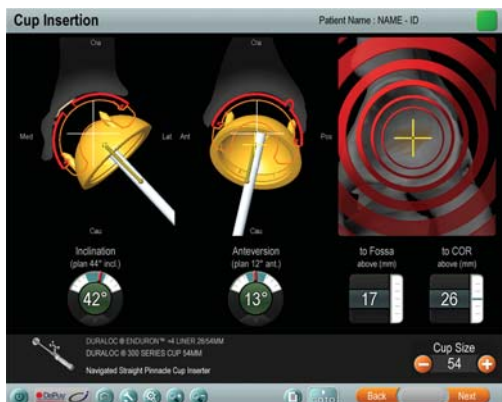 Cup Insertion
Patient Name : NAME - ID
Cra
Cra
Med
Lat
Ant
Pos
Cau
Cau
Inclination
(plan 44° incl.)
Anteversion
(plan 12° ant.)
to Fossa
above (mm)
to COR
above (mm)
42°
13°
17
26
DURALOC ® ENDURON™ +4 LINER 26/54MM
DURALOC ® 300 SERIES CUP 54MM
Navigated Straight Pinnacle Cup Inserter
Cup Size
54
DePuy
AUTO
Back
Next